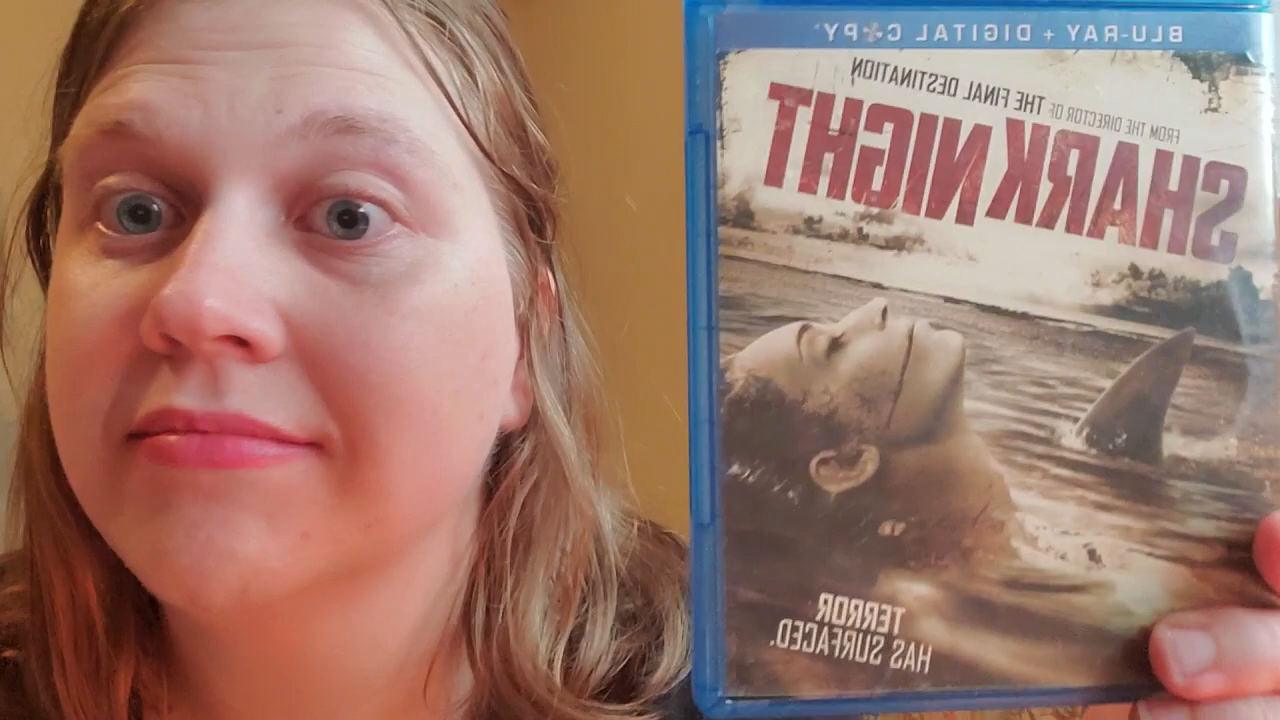 BLU-RAY + DIGITAL COPY
FROM THE DIRECTOR OF THE FINAL DESTINATION
SHARK NIGHT
TERROR
HAS SURFACED.